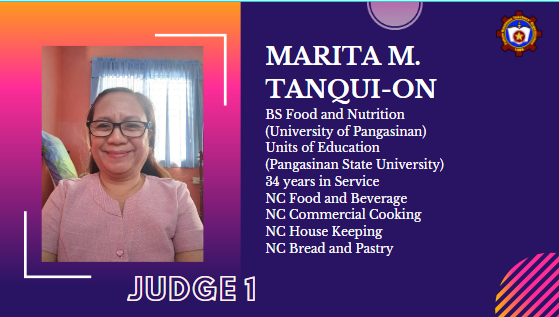 MARITA M.
TANQUI-ON
BS Food and Nutrition
(University of Pangasinan)
Units of Education
(Pangasinan State University)
34 years in Service
NC Food and Beverage
NC Commercial Cooking
NC House Keeping
NC Bread and Pastry
JUDGE 1